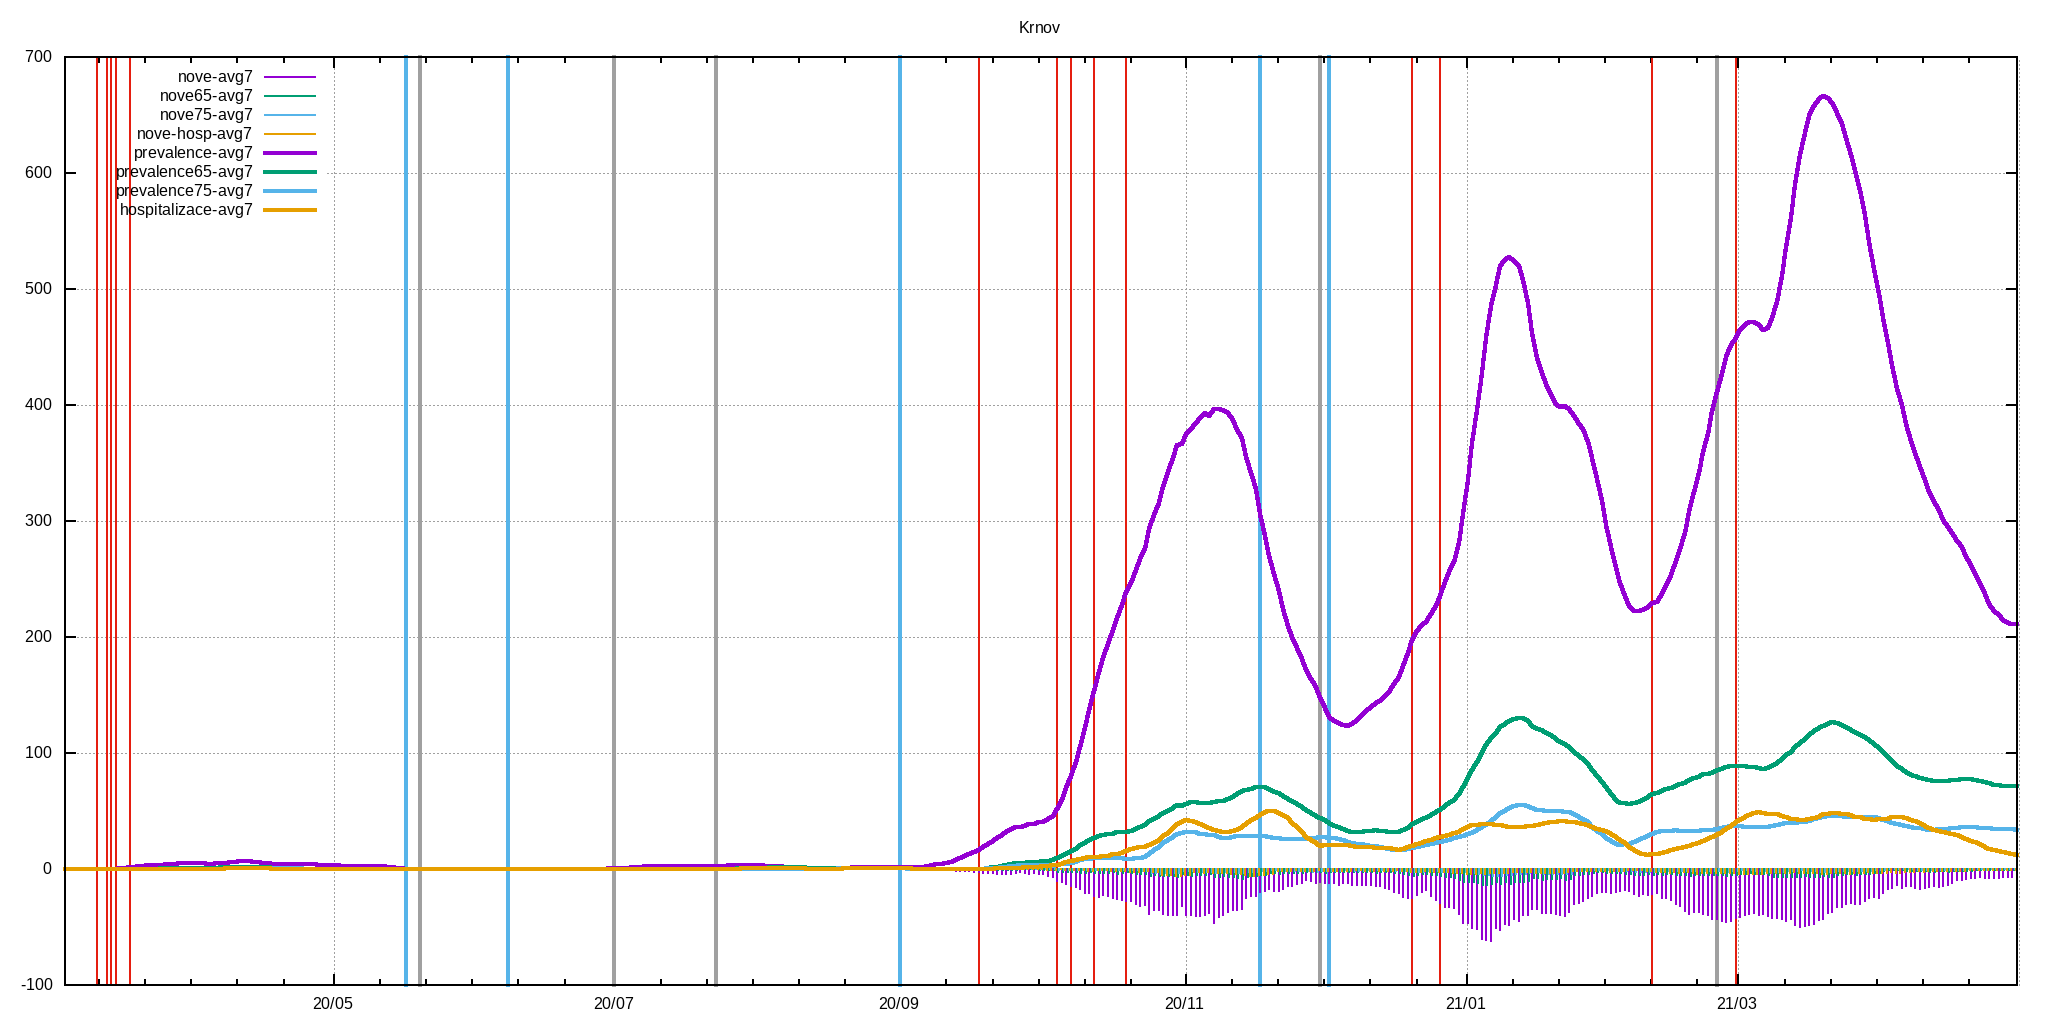 Krnov
700
600
500
400
300
200
100
0
-100
nove-avg7
nove65-avg7
nove75-avg7
nove-hosp-avg7
prevalence-avg7
prevalence65-avg7
prevalence75-avg7
hospitalizace-avg7
20/05 20/07 20/09 20/11 21/01 21/03